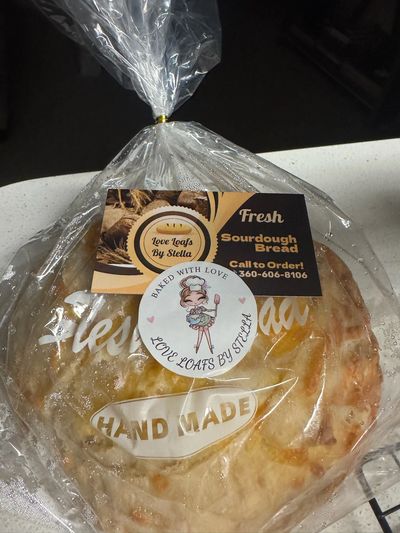 Love Loafs
By Stella
Fresh
Sourdough
Bread
Call to Order!
360-606-8106
BAKED WITH LOVE
LOVE LOAFS BY STELLA
HAND MADE